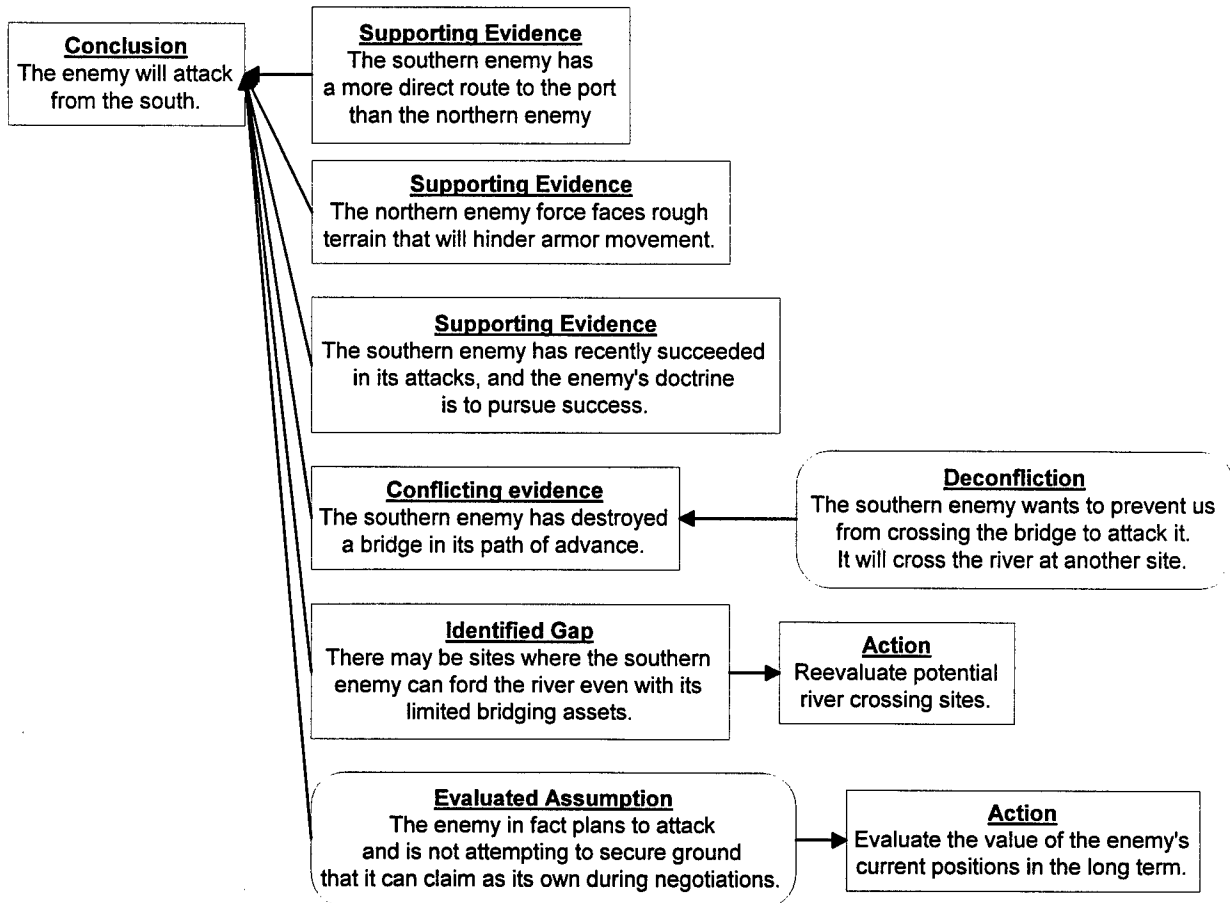 Conclusion
The enemy will attack
from the south.
Supporting Evidence
The southern enemy has
a more direct route to the port
than the northern enemy
Supporting Evidence
The northern enemy force faces rough
terrain that will hinder armor movement.
Supporting Evidence
The southern enemy has recently succeeded
in its attacks, and the enemy's doctrine
is to pursue success.
Conflicting evidence
The southern enemy has destroyed
a bridge in its path of advance.
Deconfliction
The southern enemy wants to prevent us
from crossing the bridge to attack it.
It will cross the river at another site.
Identified Gap
There may be sites where the southern
enemy can ford the river even with its
limited bridging assets.
Action
Reevaluate potential
river crossing sites.
Evaluated Assumption
The enemy in fact plans to attack
and is not attempting to secure ground
that it can claim as its own during negotiations.
Action
Evaluate the value of the enemy's
current positions in the long term.